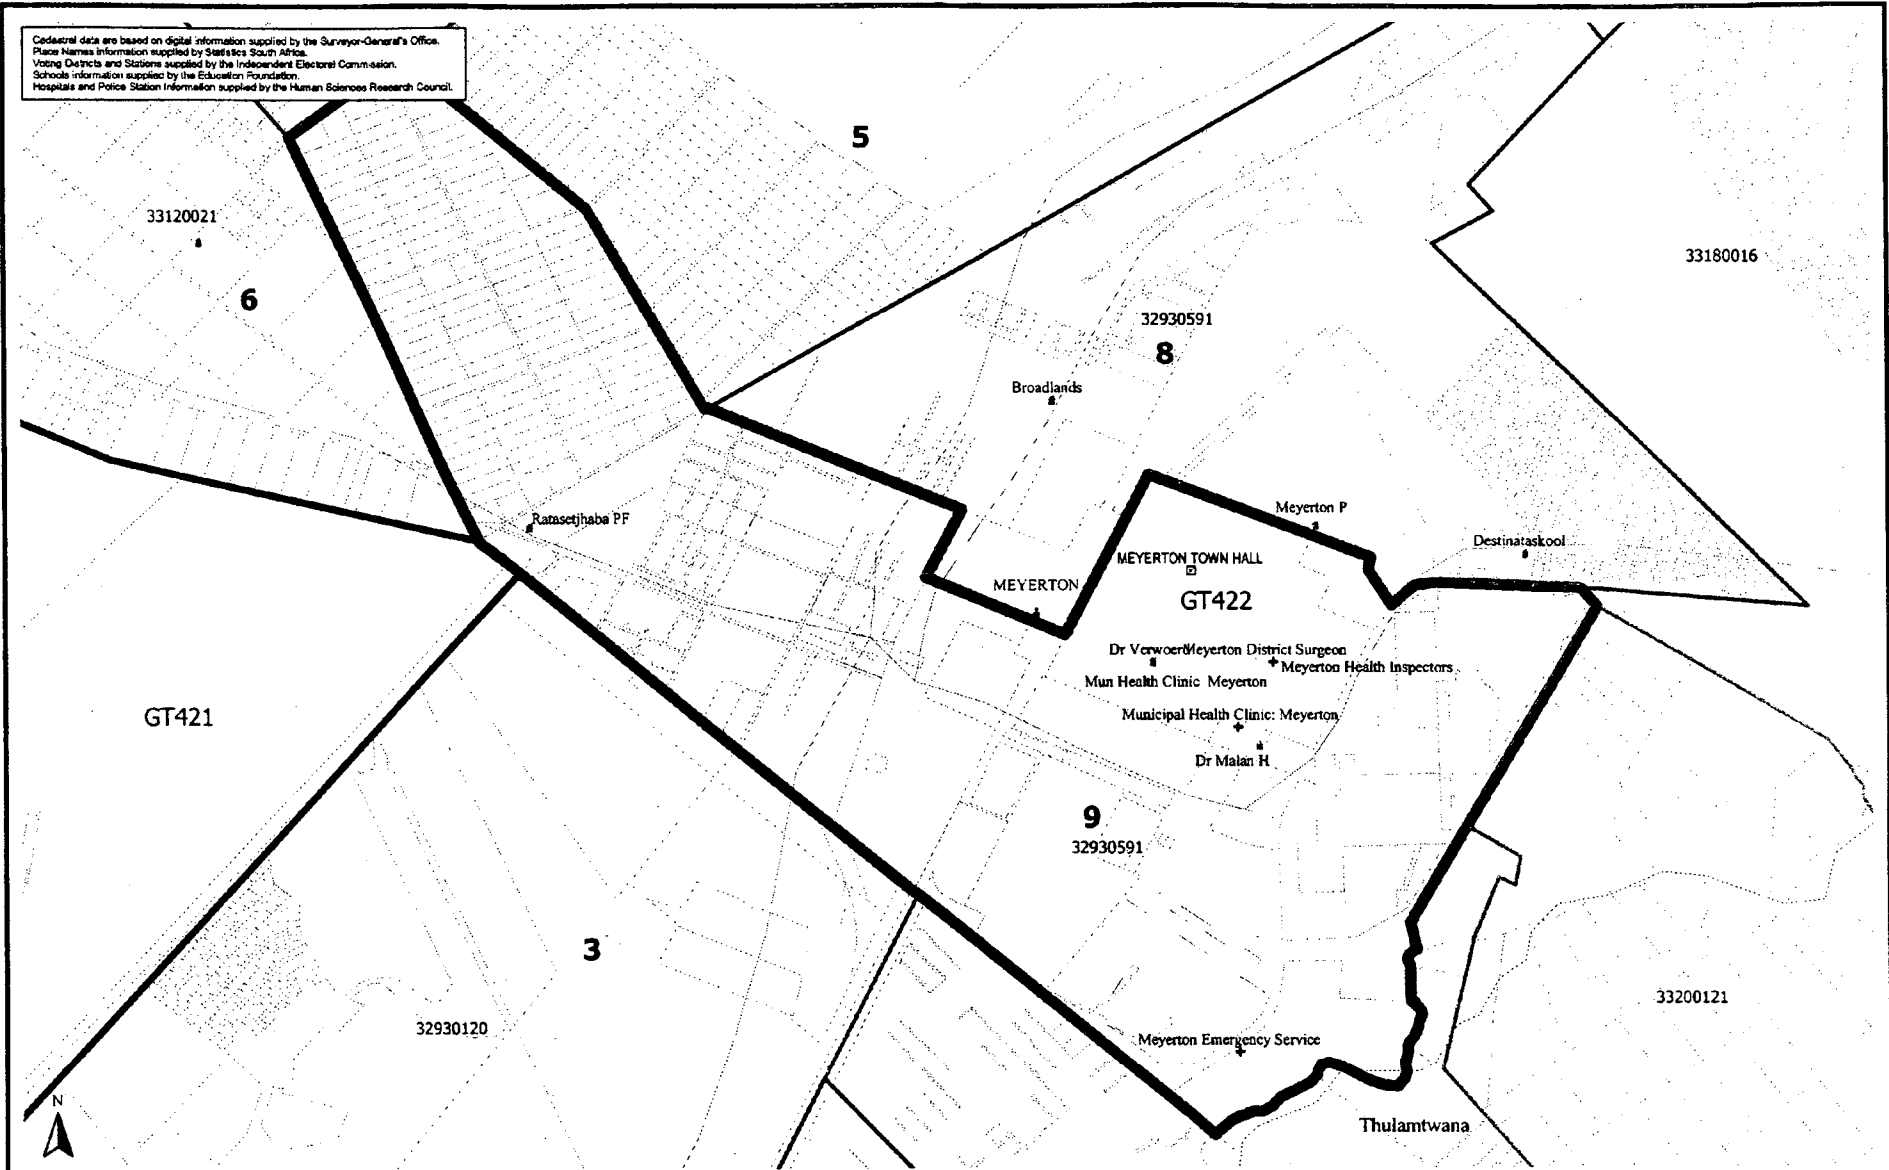 Cadastral data are based on digital information supplied by the Surveyor-General's Office.
Place Names information supplied by Statistics South Africa.
Voting Districts and Stations supplied by the Independent Electoral Commission.
Schools information supplied by the Education Foundation.
Hospitals and Police Station Information supplied by the Human Sciences Research Council.
5
33120021
6
33180016
32930591
8
Broadlands
Ratasetjhaba PF
Meyerton P
Destinataskool
MEYERTON TOWN HALL
MEYERTON
GT422
Dr Verwoerd
Meyerton District Surgeon
Meyerton Health Inspectors
Mun Health Clinic Meyerton
GT421
Municipal Health Clinic: Meyerton
Dr Malan H
9
32930591
3
32930120
33200121
Meyerton Emergency Service
N
Thulamtwana